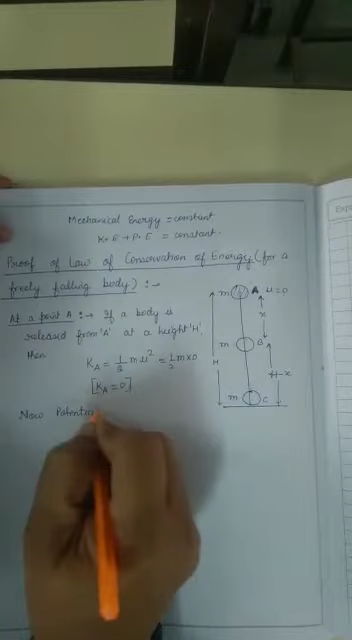 Mechanical Energy = constant
K.E + P.E = constant.
Proof of Law of Conservation of Energy (for a
freely falling body) :→
At a point A :→ If a body is
released from 'A' at a height 'H'.
then
K_A = 1/2 m u² = 1/2 m×0
[K_A = 0]
Now Potentia
m A u=0
x
m B
H
H-x
m C